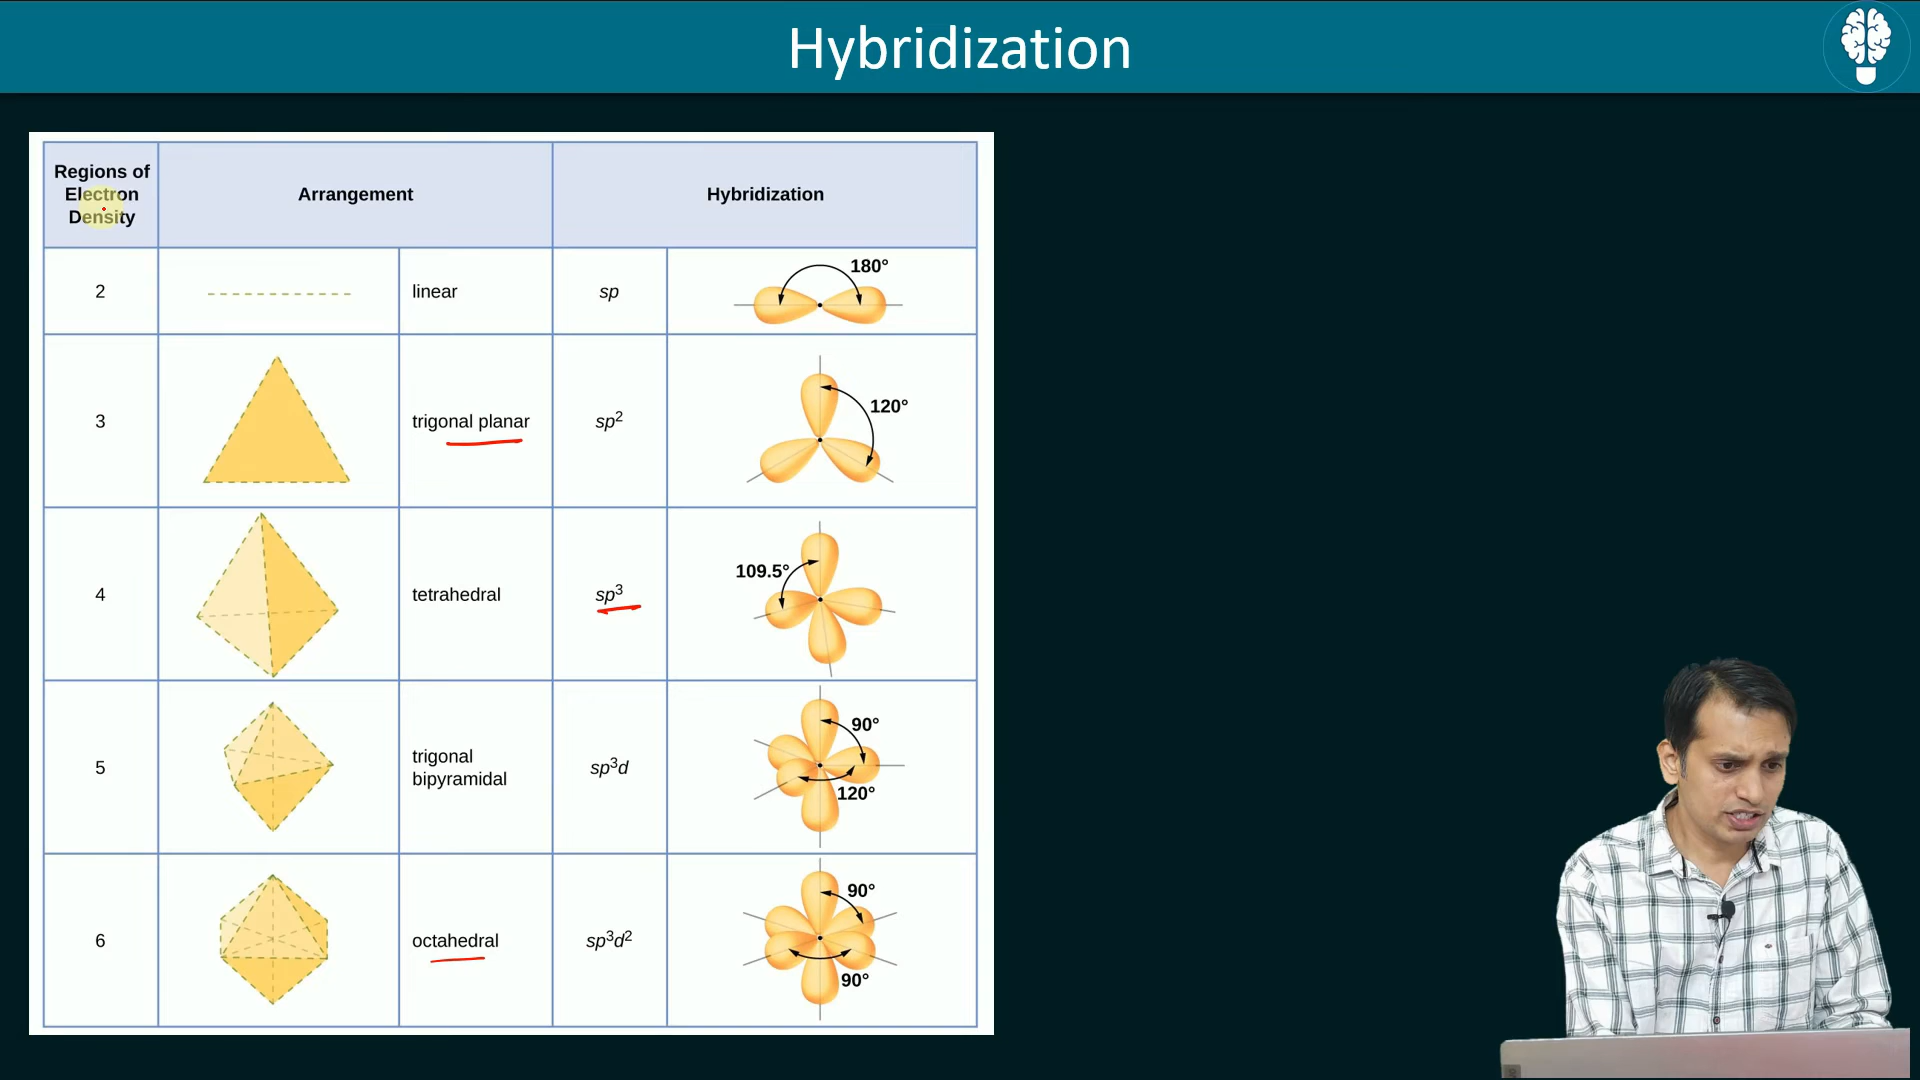 Hybridization
Regions of
Electron
Density
Arrangement
Hybridization
2
linear
sp
180°
3
trigonal planar
sp²
120°
4
tetrahedral
sp³
109.5°
5
trigonal
bipyramidal
sp³d
90°
120°
6
octahedral
sp³d²
90°
90°